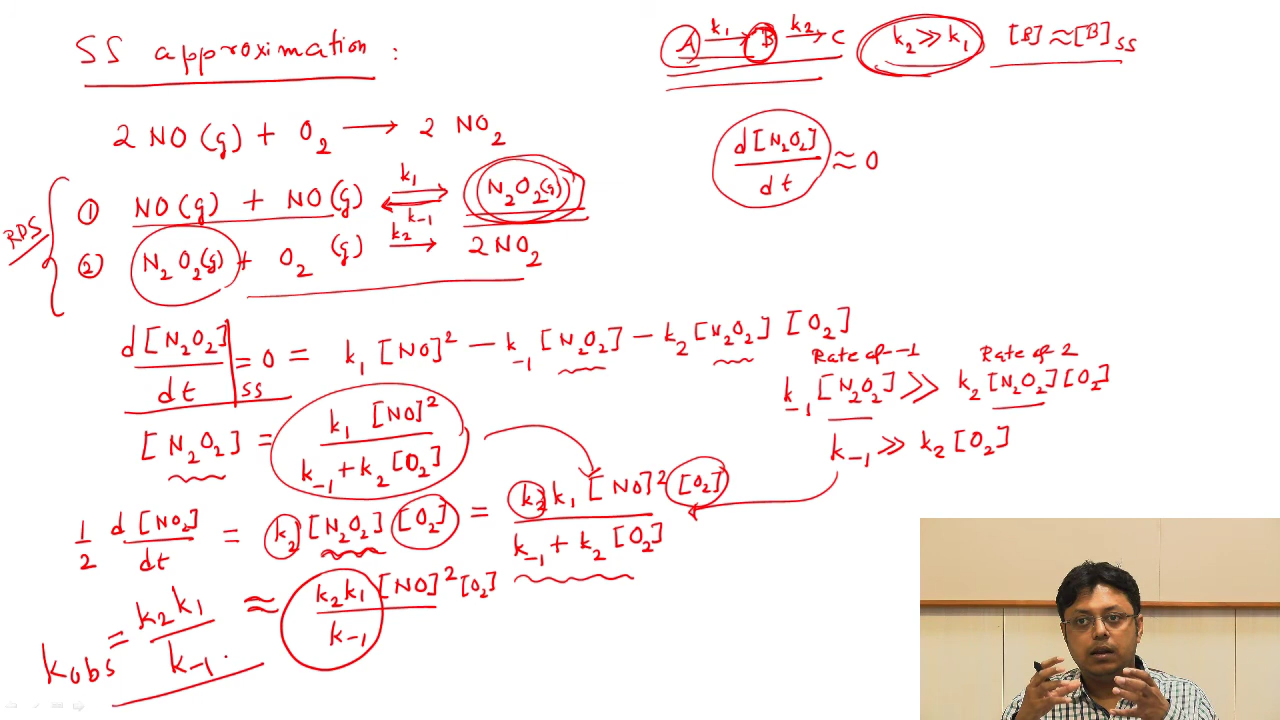 SS approximation :
A k₁→ B k₂→ C k₂ ≫ k₁ [B] ≈ [B]SS
2 NO(g) + O₂ → 2 NO₂
d[N₂O₂]/dt ≈ 0
RDS
① NO(g) + NO(g) k₁ ⇌ k₋₁ N₂O₂(g)
② N₂O₂(g) + O₂(g) k₂→ 2NO₂
d[N₂O₂]/dt |SS = 0 = k₁[NO]² − k₋₁[N₂O₂] − k₂[N₂O₂][O₂]
Rate of −1 Rate of 2
k₋₁[N₂O₂] ≫ k₂[N₂O₂][O₂]
k₋₁ ≫ k₂[O₂]
[N₂O₂] = k₁[NO]² / k₋₁ + k₂[O₂]
1/2 d[NO₂]/dt = k₂[N₂O₂][O₂] = k₂k₁[NO]²[O₂] / k₋₁ + k₂[O₂]
≈ k₂k₁[NO]²[O₂] / k₋₁
kobs = k₂k₁ / k₋₁.